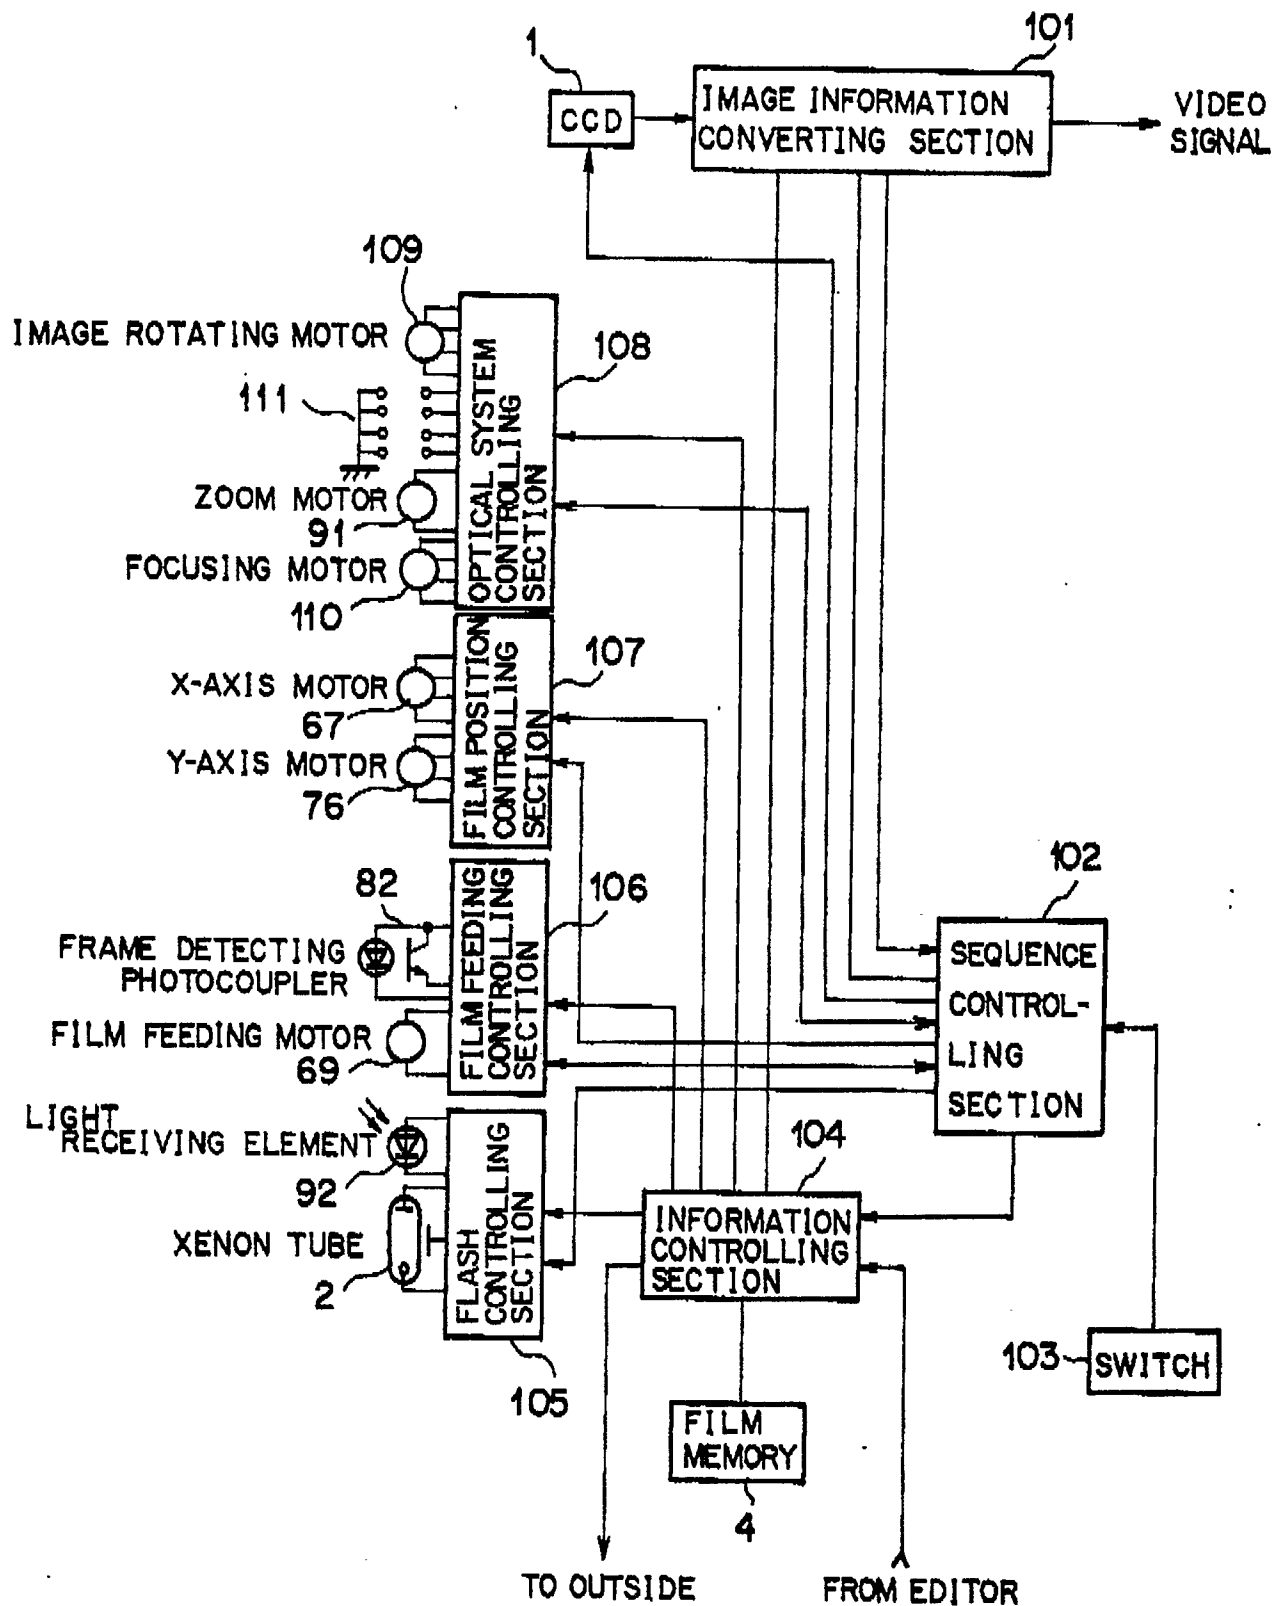 101
1
IMAGE INFORMATION
CONVERTING SECTION
CCD
VIDEO
SIGNAL
109
IMAGE ROTATING MOTOR
108
111
OPTICAL SYSTEM
CONTROLLING
SECTION
ZOOM MOTOR
91
FOCUSING MOTOR
110
107
X-AXIS MOTOR
67
FILM POSITION
CONTROLLING
SECTION
Y-AXIS MOTOR
76
102
82
106
FRAME DETECTING
PHOTOCOUPLER
FILM FEEDING
CONTROLLING
SECTION
SEQUENCE
CONTROL-
LING
SECTION
FILM FEEDING MOTOR
69
LIGHT
RECEIVING ELEMENT
92
104
FLASH
CONTROLLING
SECTION
INFORMATION
CONTROLLING
SECTION
XENON TUBE
2
103
SWITCH
105
FILM
MEMORY
4
TO OUTSIDE
FROM EDITOR